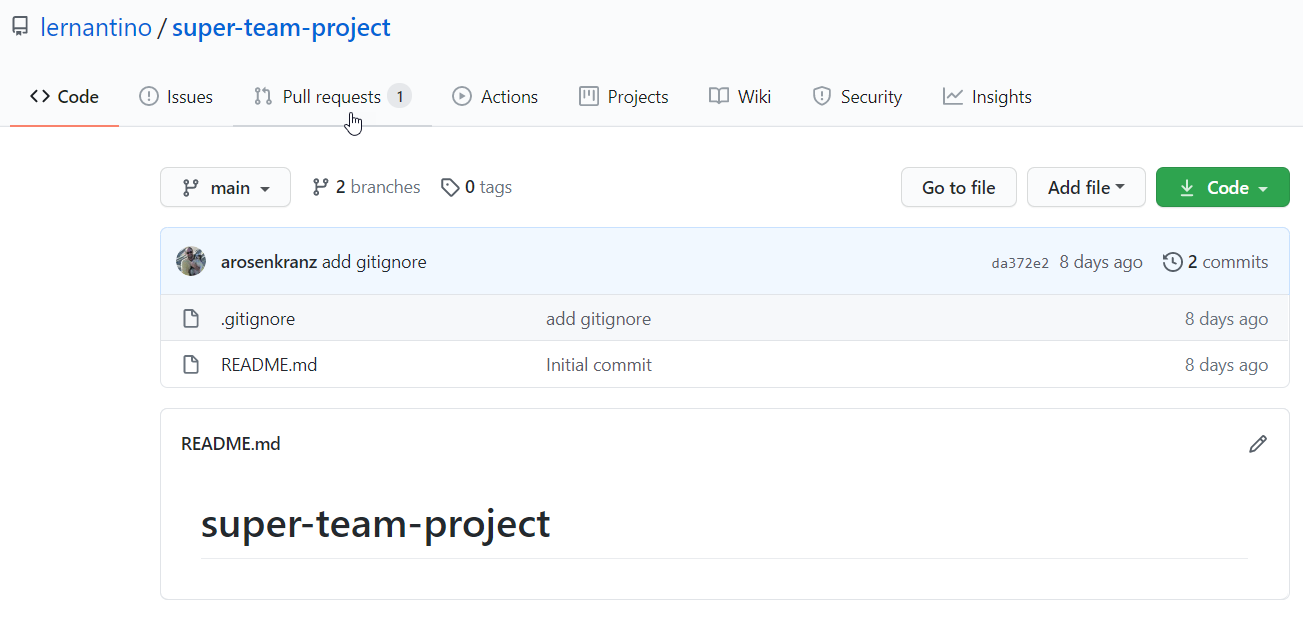 lernantino / super-team-project
Code Issues Pull requests 1 Actions Projects Wiki Security Insights
main 2 branches 0 tags Go to file Add file Code
arosenkranz add gitignore da372e2 8 days ago 2 commits
.gitignore add gitignore 8 days ago
README.md Initial commit 8 days ago
README.md
super-team-project